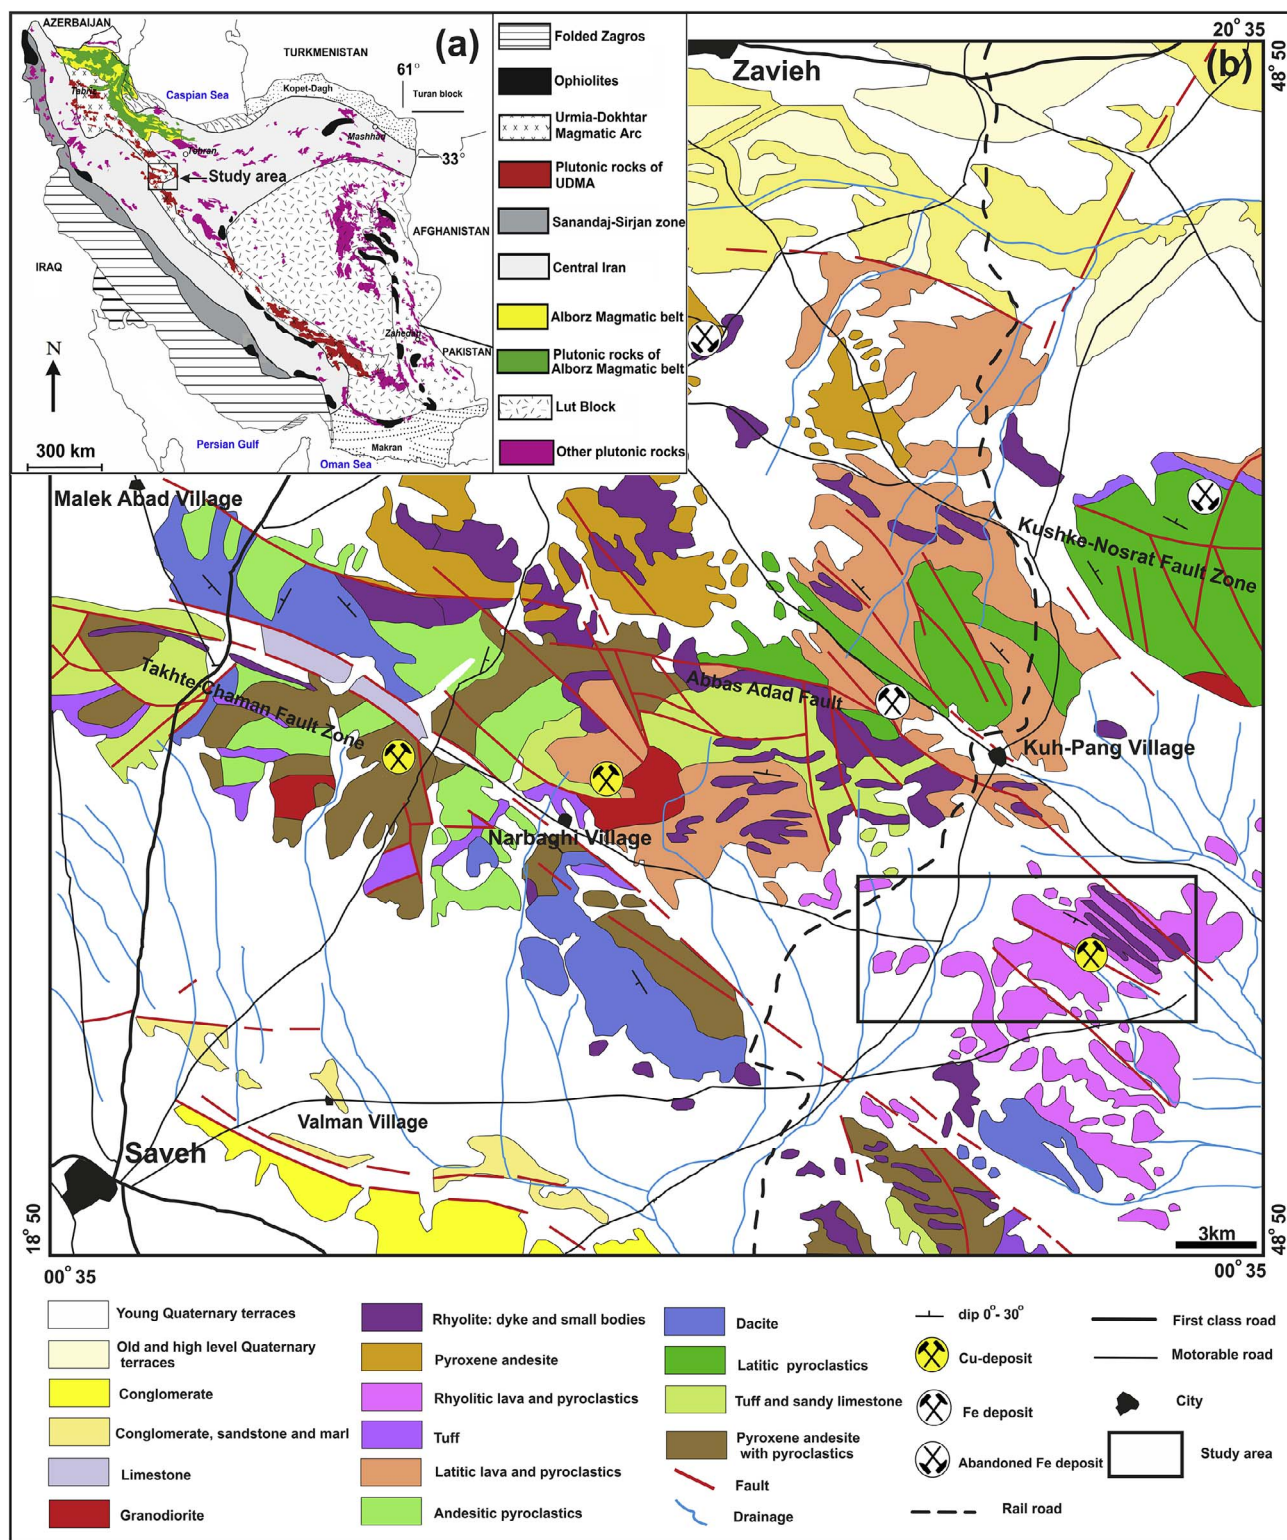 AZERBAIJAN
(a)
TURKMENISTAN
61°
Kopet-Dagh
Turan block
Tabriz
Caspian Sea
Mashhad
Tehran
33°
Study area
AFGHANISTAN
IRAQ
Zahedan
PAKISTAN
N
Persian Gulf
Makran
300 km
Oman Sea
Folded Zagros
Ophiolites
Urmia-Dokhtar
Magmatic Arc
Plutonic rocks of
UDMA
Sanandaj-Sirjan zone
Central Iran
Alborz Magmatic belt
Plutonic rocks of
Alborz Magmatic belt
Lut Block
Other plutonic rocks
20° 35
48° 50
(b)
Zavieh
Malek Abad Village
Kushke-Nosrat Fault Zone
Takhte-Chaman Fault Zone
Abbas Adad Fault
Kuh-Pang Village
Narbaghi Village
Valman Village
Saveh
18° 50
3km
48° 50
00° 35
00° 35
Young Quaternary terraces
Old and high level Quaternary
terraces
Conglomerate
Conglomerate, sandstone and marl
Limestone
Granodiorite
Rhyolite: dyke and small bodies
Pyroxene andesite
Rhyolitic lava and pyroclastics
Tuff
Latitic lava and pyroclastics
Andesitic pyroclastics
Dacite
Latitic pyroclastics
Tuff and sandy limestone
Pyroxene andesite
with pyroclastics
Fault
Drainage
dip 0°- 30°
Cu-deposit
Fe deposit
Abandoned Fe deposit
Rail road
First class road
Motorable road
City
Study area